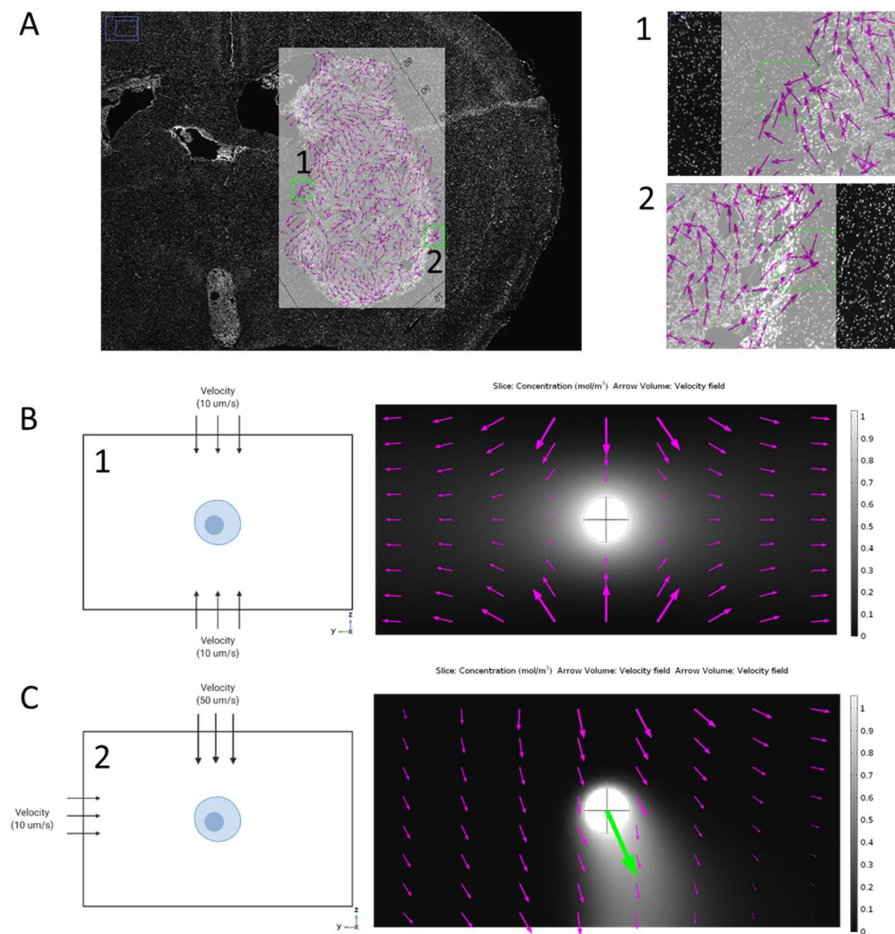 A
1
2
1
2
B
Velocity
(10 um/s)
1
Velocity
(10 um/s)
z
y
x
Slice: Concentration (mol/m³) Arrow Volume: Velocity field
1
0.9
0.8
0.7
0.6
0.5
0.4
0.3
0.2
0.1
0
C
Velocity
(50 um/s)
2
Velocity
(10 um/s)
z
y
x
Slice: Concentration (mol/m³) Arrow Volume: Velocity field Arrow Volume: Velocity field
1
0.9
0.8
0.7
0.6
0.5
0.4
0.3
0.2
0.1
0